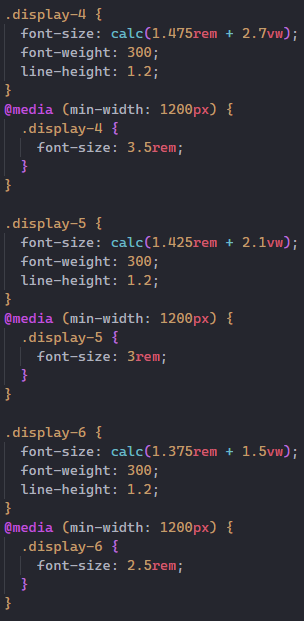 .display-4 {
  font-size: calc(1.475rem + 2.7vw);
  font-weight: 300;
  line-height: 1.2;
}
@media (min-width: 1200px) {
  .display-4 {
    font-size: 3.5rem;
  }
}

.display-5 {
  font-size: calc(1.425rem + 2.1vw);
  font-weight: 300;
  line-height: 1.2;
}
@media (min-width: 1200px) {
  .display-5 {
    font-size: 3rem;
  }
}

.display-6 {
  font-size: calc(1.375rem + 1.5vw);
  font-weight: 300;
  line-height: 1.2;
}
@media (min-width: 1200px) {
  .display-6 {
    font-size: 2.5rem;
  }
}